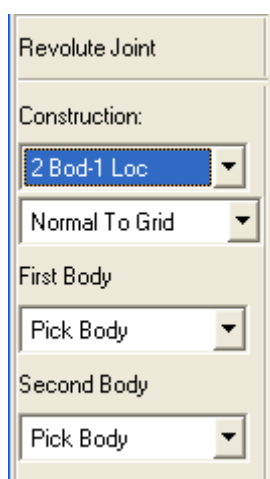 Revolute Joint
Construction:
2 Bod-1 Loc
Normal To Grid
First Body
Pick Body
Second Body
Pick Body